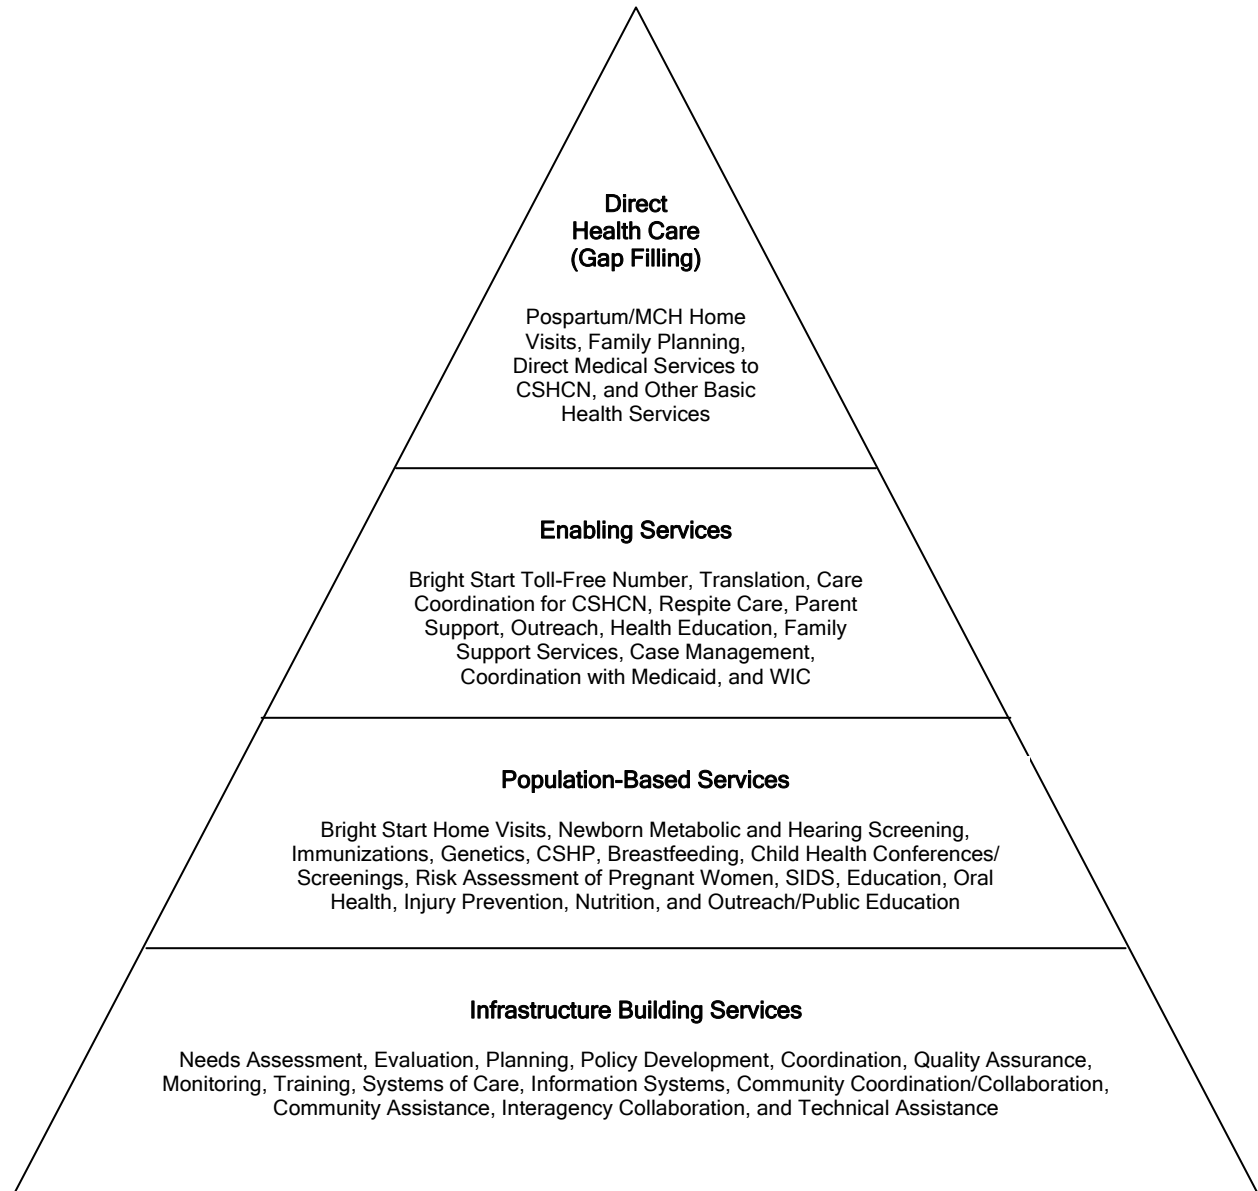 Direct
Health Care
(Gap Filling)
Pospartum/MCH Home
Visits, Family Planning,
Direct Medical Services to
CSHCN, and Other Basic
Health Services
Enabling Services
Bright Start Toll-Free Number, Translation, Care
Coordination for CSHCN, Respite Care, Parent
Support, Outreach, Health Education, Family
Support Services, Case Management,
Coordination with Medicaid, and WIC
Population-Based Services
Bright Start Home Visits, Newborn Metabolic and Hearing Screening,
Immunizations, Genetics, CSHP, Breastfeeding, Child Health Conferences/
Screenings, Risk Assessment of Pregnant Women, SIDS, Education, Oral
Health, Injury Prevention, Nutrition, and Outreach/Public Education
Infrastructure Building Services
Needs Assessment, Evaluation, Planning, Policy Development, Coordination, Quality Assurance,
Monitoring, Training, Systems of Care, Information Systems, Community Coordination/Collaboration,
Community Assistance, Interagency Collaboration, and Technical Assistance